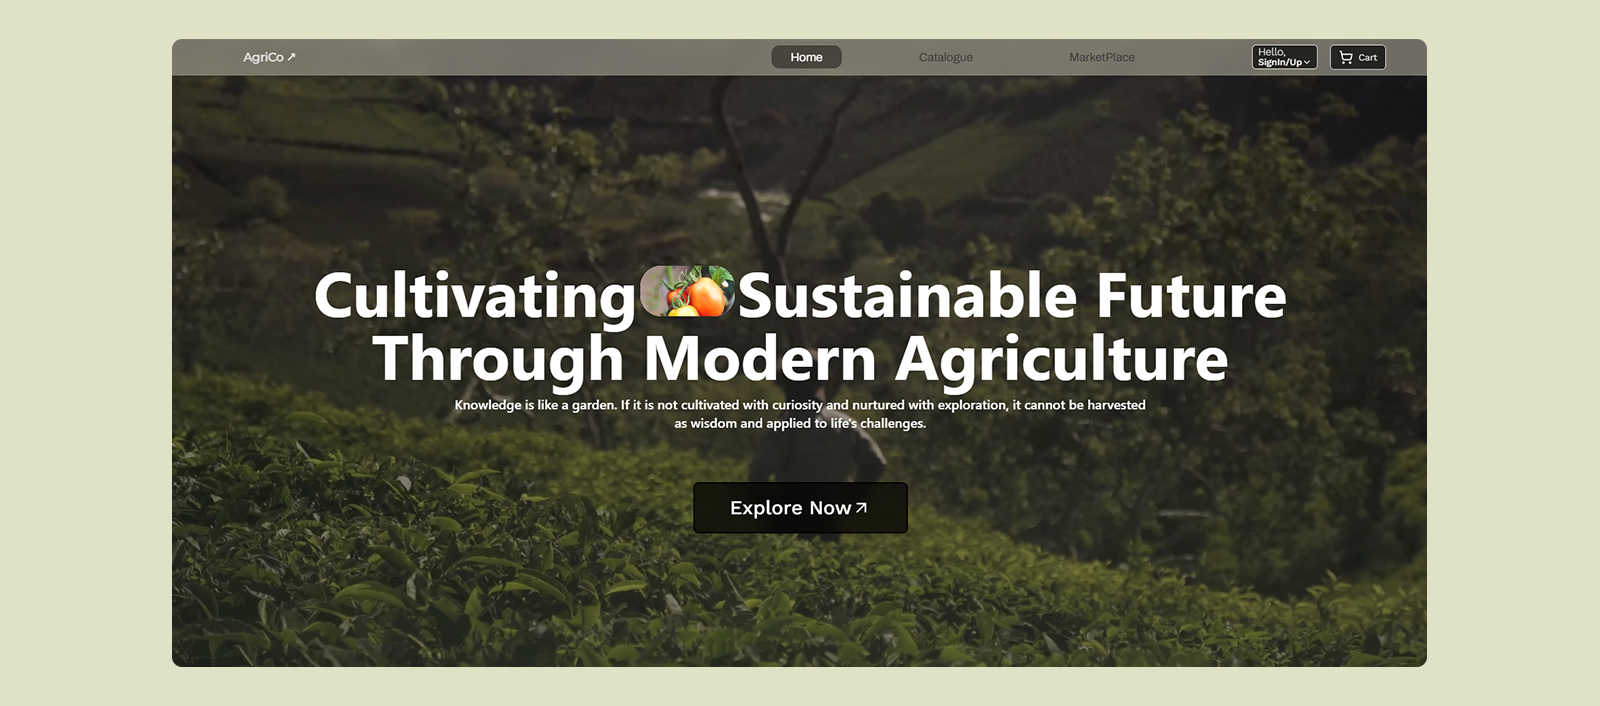 AgriCo ↗
Home
Catalogue
MarketPlace
Hello,
SignIn/Up
Cart
Cultivating Sustainable Future
Through Modern Agriculture
Knowledge is like a garden. If it is not cultivated with curiosity and nurtured with exploration, it cannot be harvested
as wisdom and applied to life's challenges.
Explore Now↗